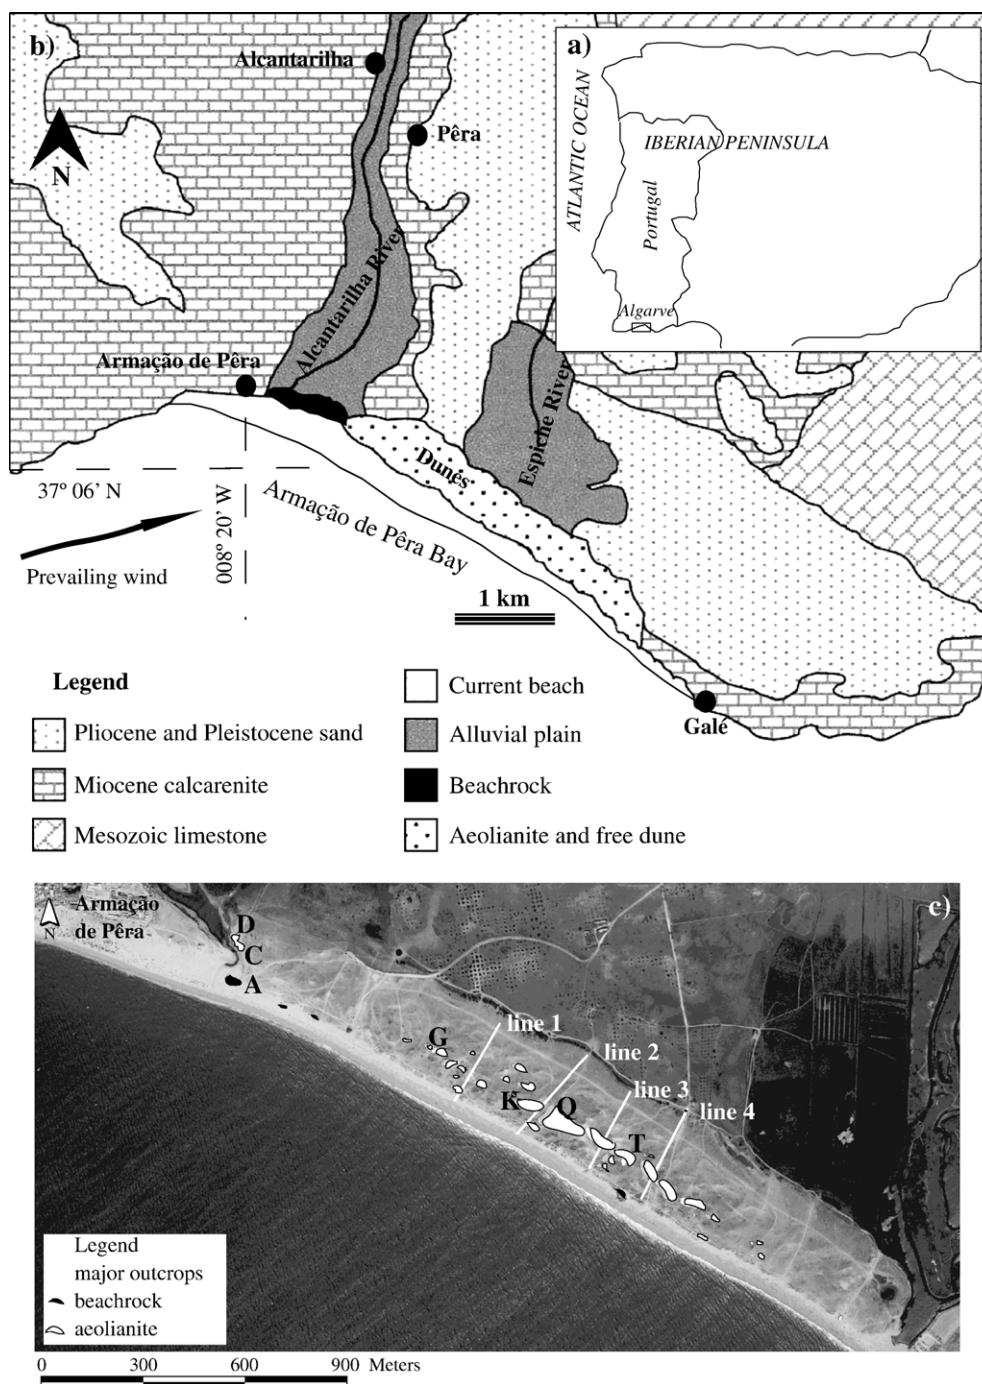 b)
Alcantarilha
Pêra
N
Alcantarilha River
Armação de Pêra
Espiche River
Dunes
37º 06’ N
008º 20’ W
Armação de Pêra Bay
Prevailing wind
1 km
Galé
a)
ATLANTIC OCEAN
IBERIAN PENINSULA
Portugal
Algarve
Legend
Pliocene and Pleistocene sand
Miocene calcarenite
Mesozoic limestone
Current beach
Alluvial plain
Beachrock
Aeolianite and free dune
c)
Armação
de Pêra
N
D
C
A
G
line 1
line 2
K
Q
line 3
T
line 4
Legend
major outcrops
beachrock
aeolianite
0 300 600 900 Meters